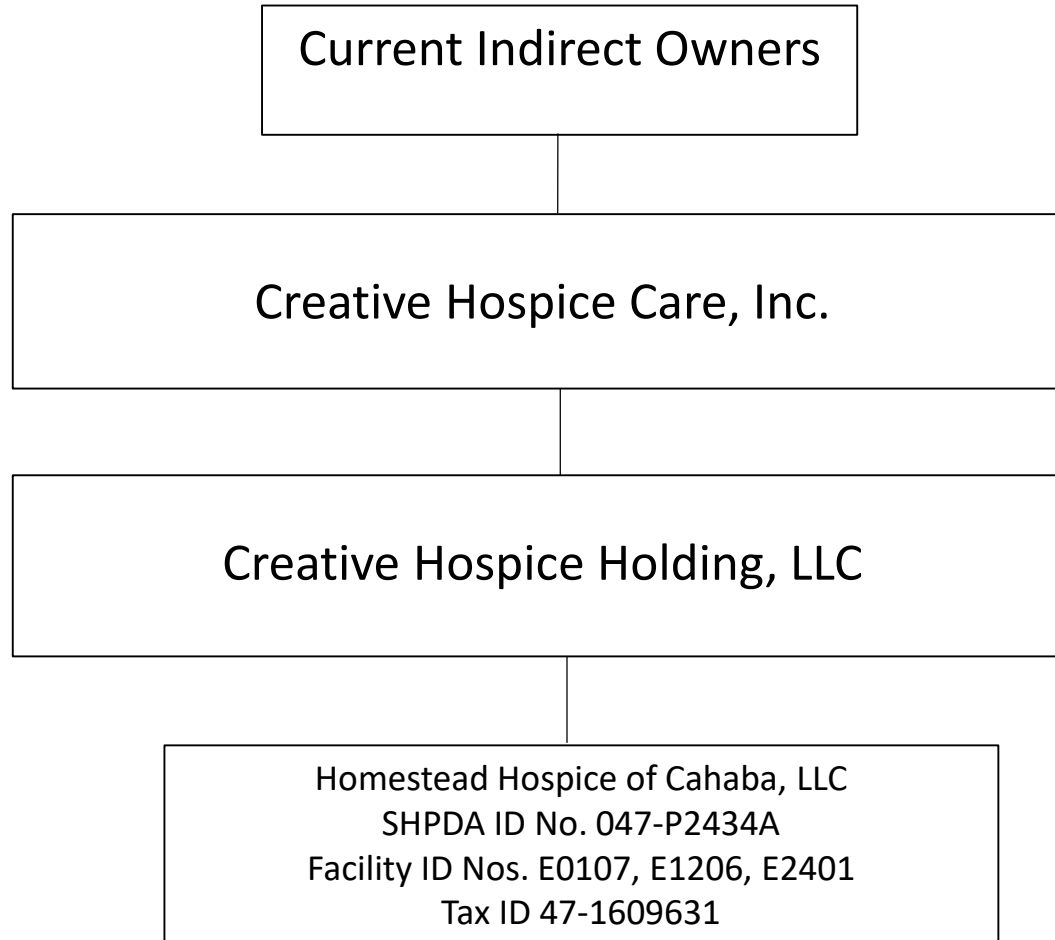 Current Indirect Owners
Creative Hospice Care, Inc.
Creative Hospice Holding, LLC
Homestead Hospice of Cahaba, LLC
SHPDA ID No. 047-P2434A
Facility ID Nos. E0107, E1206, E2401
Tax ID 47-1609631